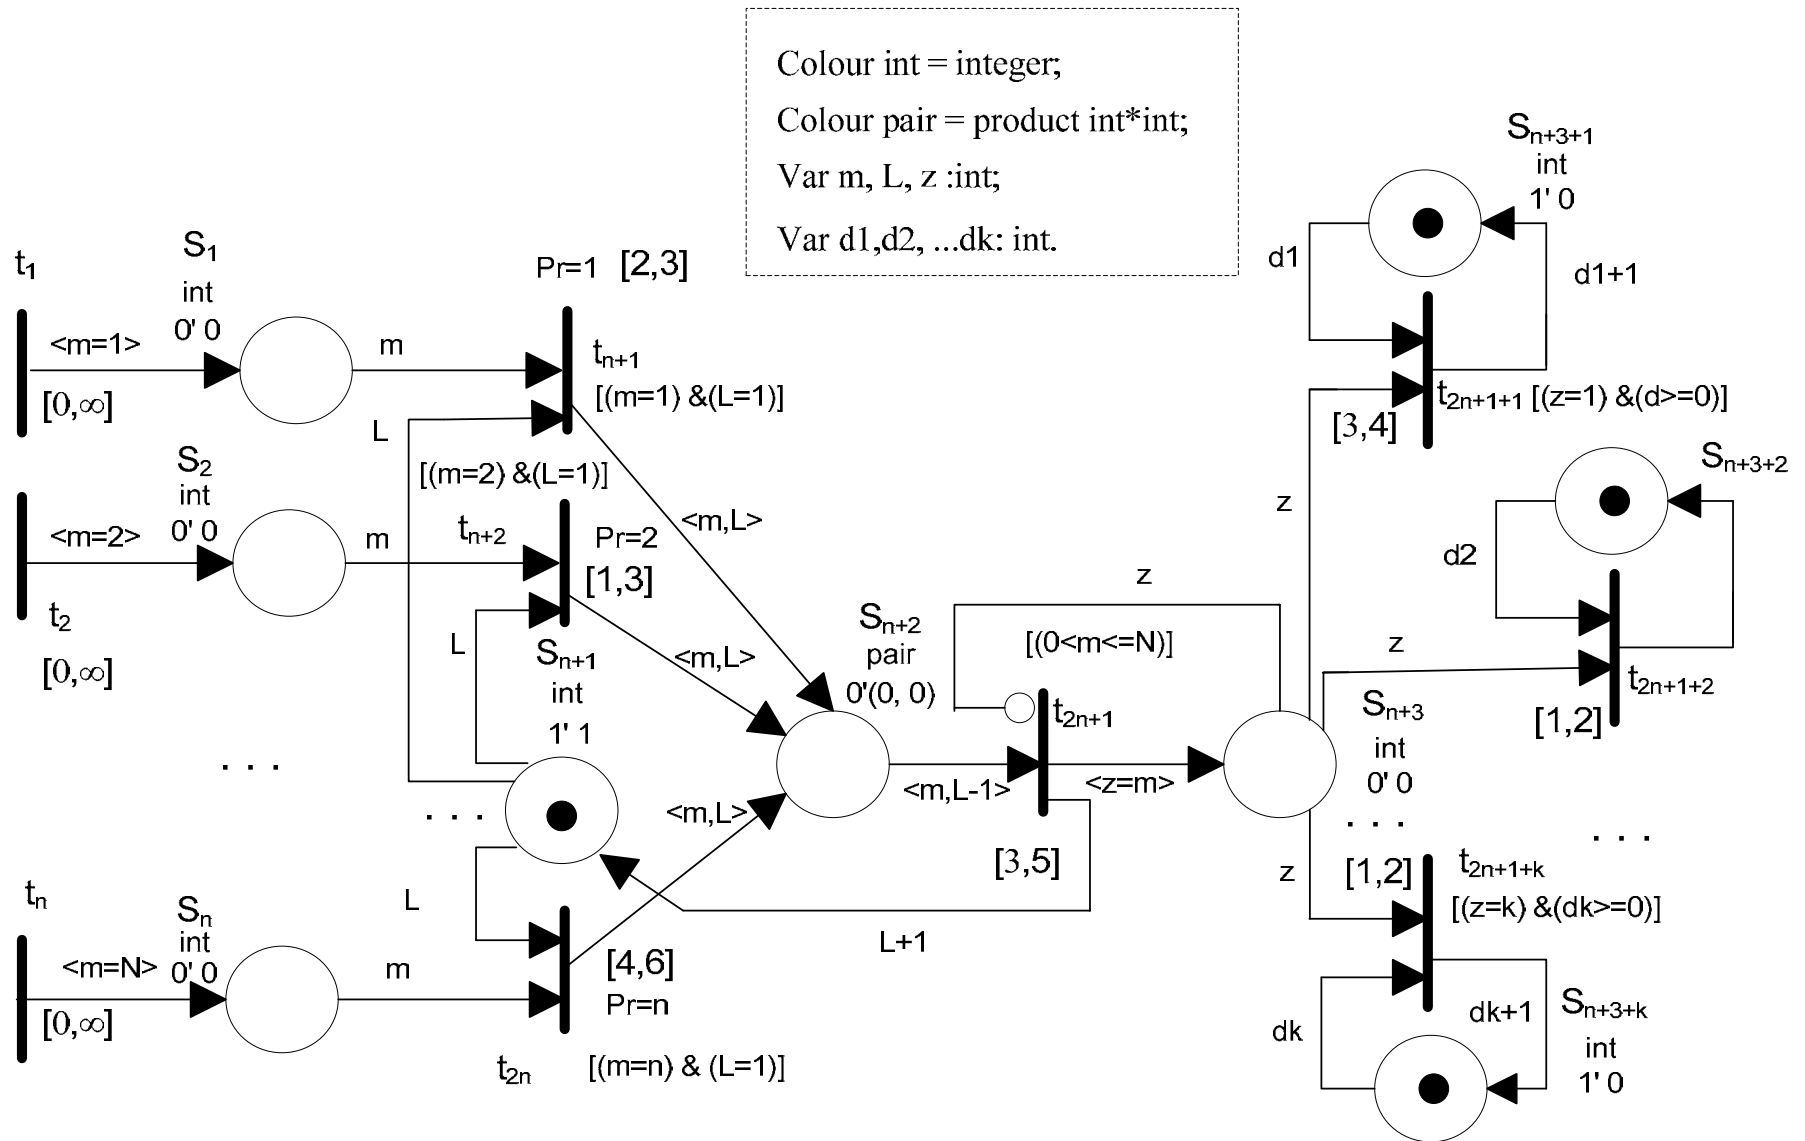 Colour int = integer;
Colour pair = product int*int;
Var m, L, z :int;
Var d1,d2, ...dk: int.
t1
<m=1>
[0,∞]
S1
int
0' 0
m
Pr=1 [2,3]
tn+1
[(m=1) &(L=1)]
L
<m,L>
t2
<m=2>
[0,∞]
S2
int
0' 0
m
[(m=2) &(L=1)]
tn+2
Pr=2
[1,3]
L
<m,L>
Sn+1
int
1' 1
. . .
. . .
tn
<m=N>
[0,∞]
Sn
int
0' 0
m
L
<m,L>
[4,6]
Pr=n
t2n
[(m=n) & (L=1)]
Sn+2
pair
0'(0, 0)
<m,L-1>
z
[(0<m<=N)]
t2n+1
<z=m>
[3,5]
L+1
Sn+3
int
0' 0
. . .
. . .
Sn+3+1
int
1' 0
d1
d1+1
t2n+1+1 [(z=1) &(d>=0)]
[3,4]
z
Sn+3+2
d2
z
t2n+1+2
[1,2]
z
[1,2]
t2n+1+k
[(z=k) &(dk>=0)]
dk
dk+1
Sn+3+k
int
1' 0